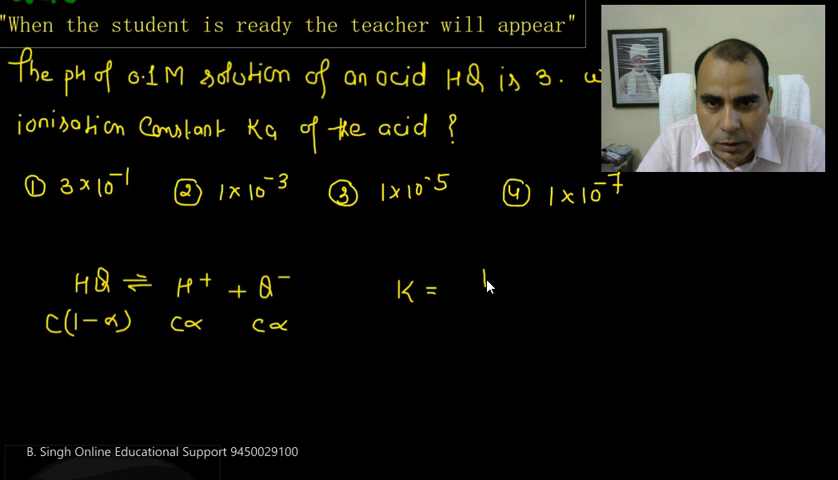 "When the student is ready the teacher will appear"
The pH of 0.1M solution of an acid HQ is 3.
ionisation Constant Ka of the acid ?
① 3×10⁻¹ ② 1×10⁻³ ③ 1×10⁻⁵ ④ 1×10⁻⁷
HQ ⇌ H⁺ + Q⁻ K =
C(1-α) Cα Cα
B. Singh Online Educational Support 9450029100